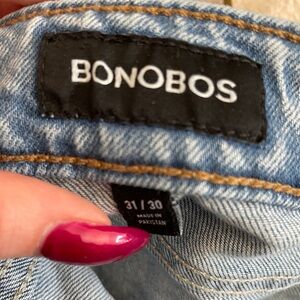 BONOBOS
31 / 30
MADE IN
PAKISTAN